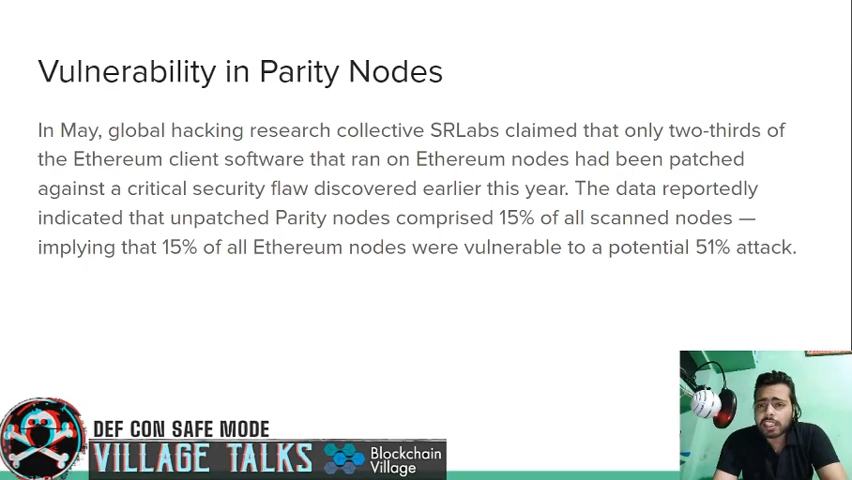 Vulnerability in Parity Nodes
In May, global hacking research collective SRLabs claimed that only two-thirds of
the Ethereum client software that ran on Ethereum nodes had been patched
against a critical security flaw discovered earlier this year. The data reportedly
indicated that unpatched Parity nodes comprised 15% of all scanned nodes —
implying that 15% of all Ethereum nodes were vulnerable to a potential 51% attack.
DEF CON SAFE MODE
VILLAGE TALKS
Blockchain
Village